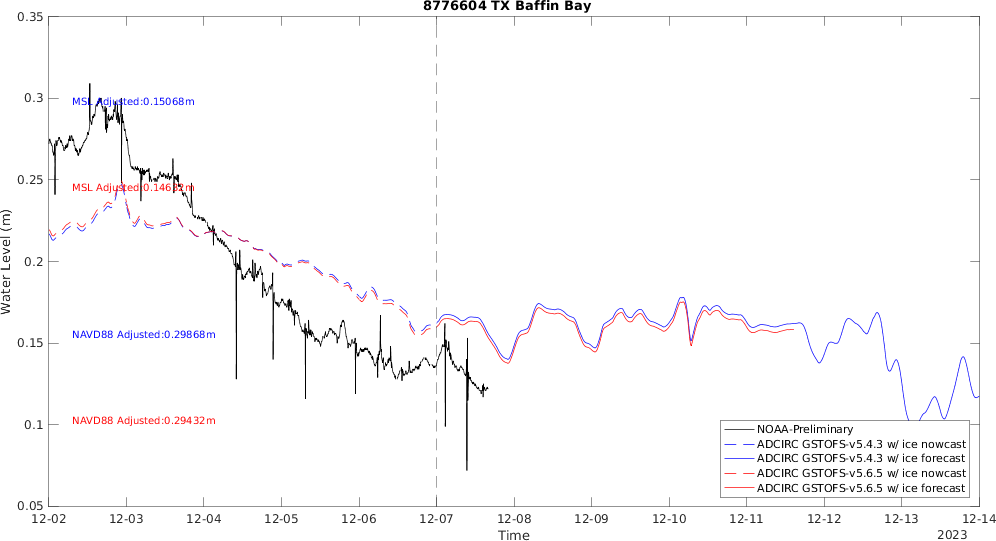 8776604 TX Baffin Bay
0.35
0.3
0.25
0.2
0.15
0.1
0.05
Water Level (m)
MSL Adjusted:0.15068m
NAVD88 Adjusted:0.29868m
NAVD88 Adjusted:0.29432m
NOAA-Preliminary
ADCIRC GSTOFS-v5.4.3 w/ ice nowcast
ADCIRC GSTOFS-v5.4.3 w/ ice forecast
ADCIRC GSTOFS-v5.6.5 w/ ice nowcast
ADCIRC GSTOFS-v5.6.5 w/ ice forecast
12-02 12-03 12-04 12-05 12-06 12-07 12-08 12-09 12-10 12-11 12-12 12-13 12-14
Time
2023